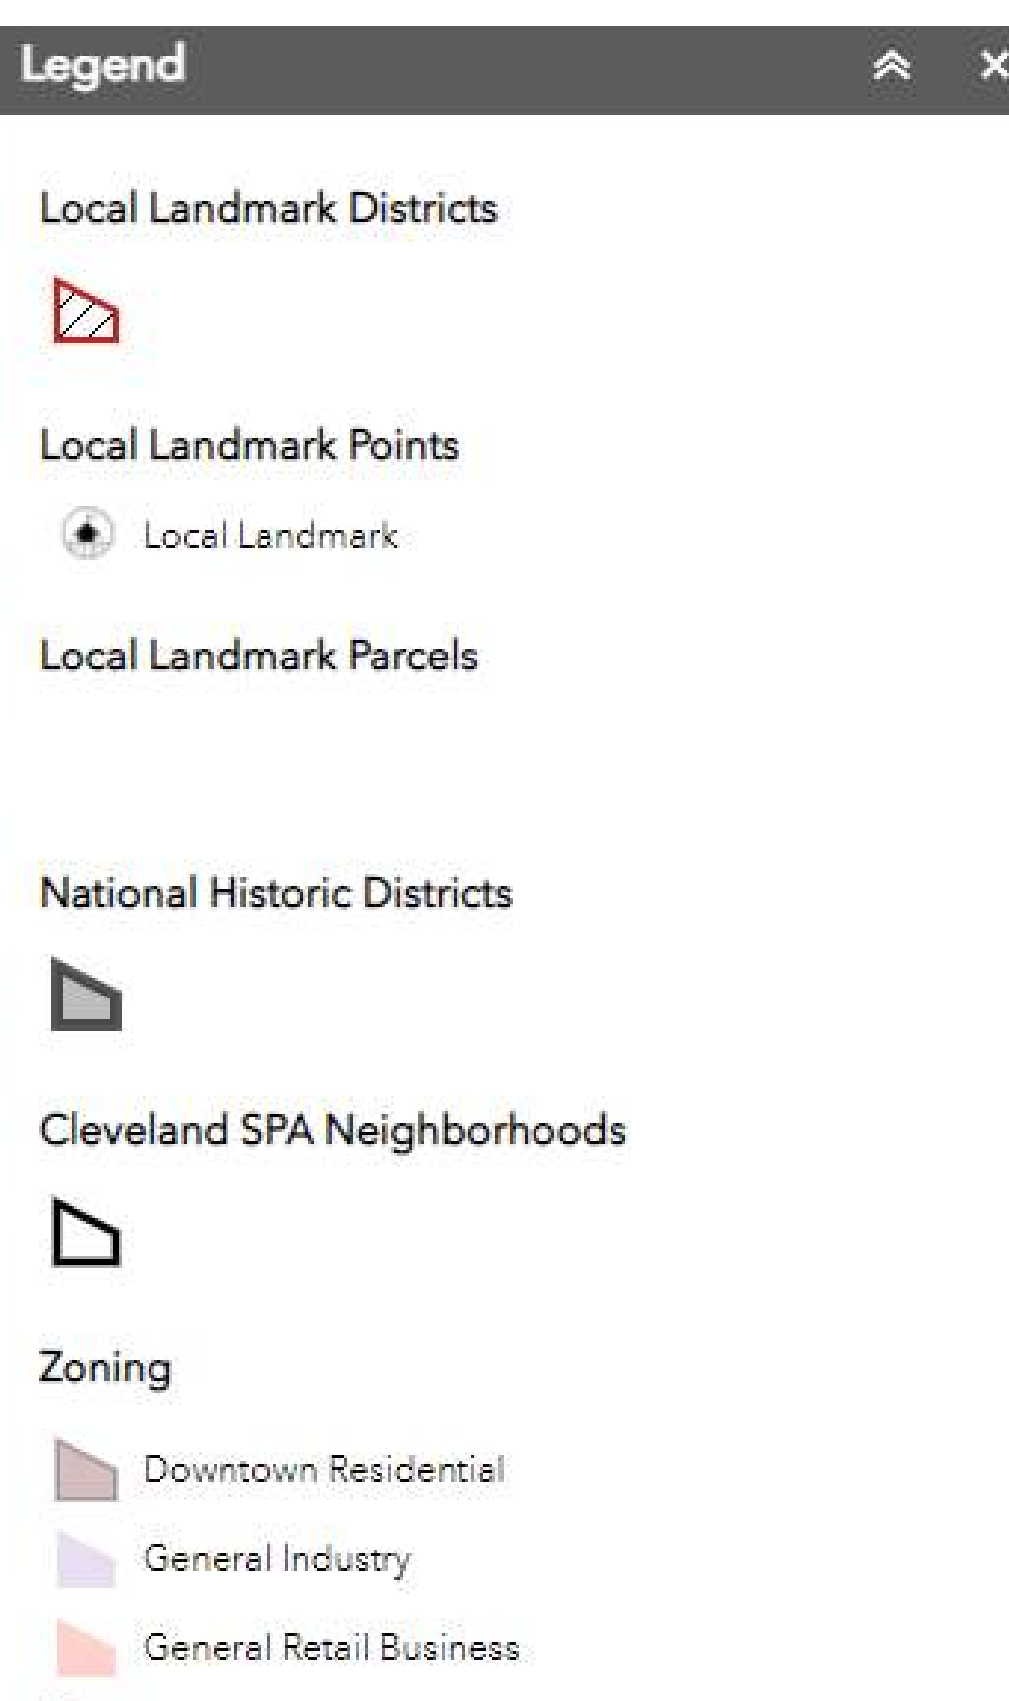 Legend
Local Landmark Districts
Local Landmark Points
Local Landmark
Local Landmark Parcels
National Historic Districts
Cleveland SPA Neighborhoods
Zoning
Downtown Residential
General Industry
General Retail Business